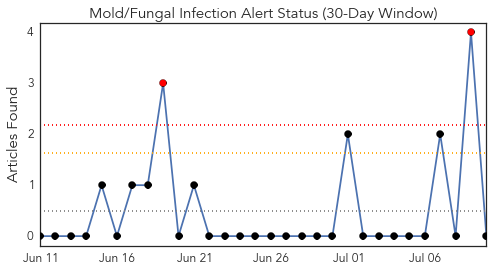 Mold/Fungal Infection Alert Status (30-Day Window)
Articles Found
4
3
2
1
0
Jun 11 Jun 16 Jun 21 Jun 26 Jul 01 Jul 06